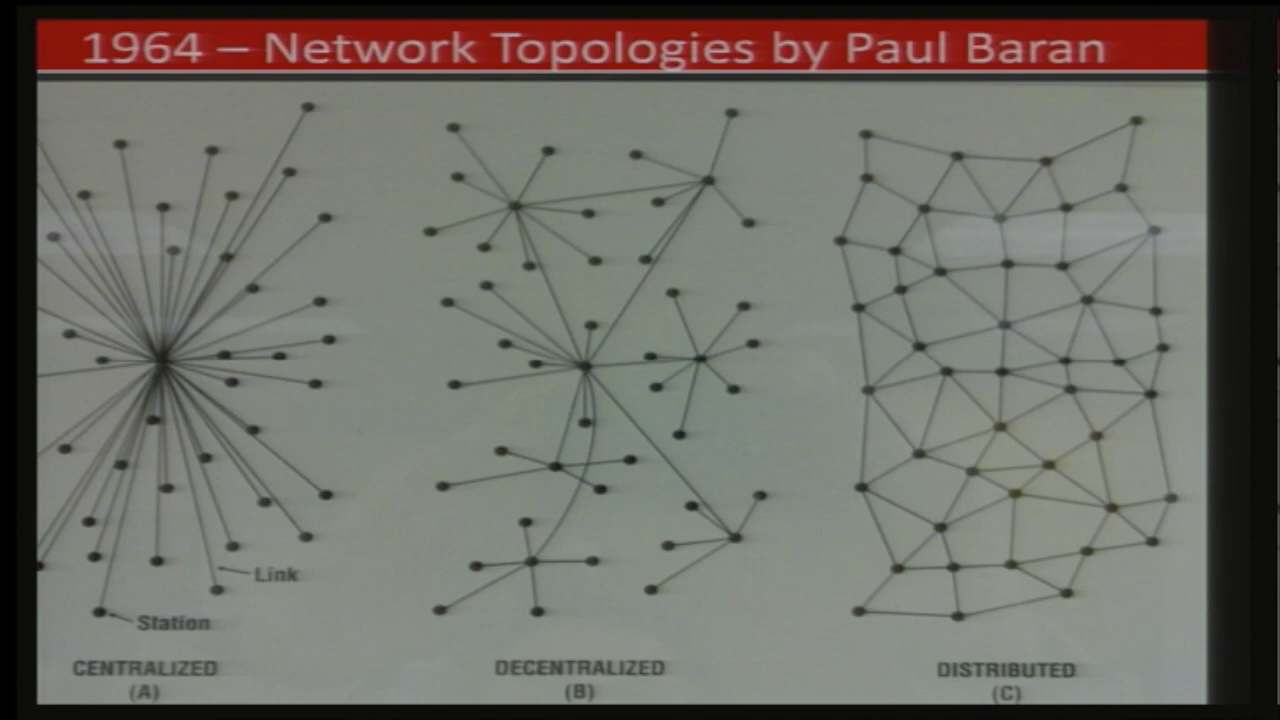 1964 – Network Topologies by Paul Baran
Link
Station
CENTRALIZED
(A)
DECENTRALIZED
(B)
DISTRIBUTED
(C)